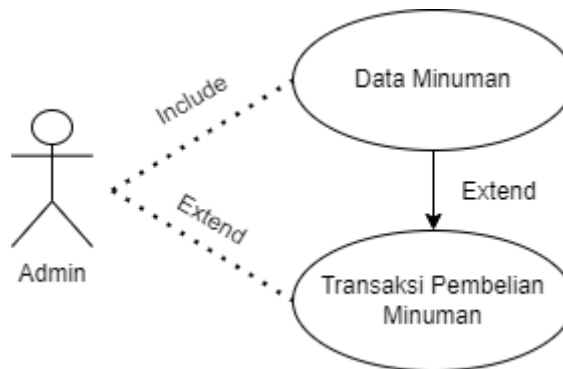 Data Minuman
Include
Extend
Extend
Admin
Transaksi Pembelian
Minuman